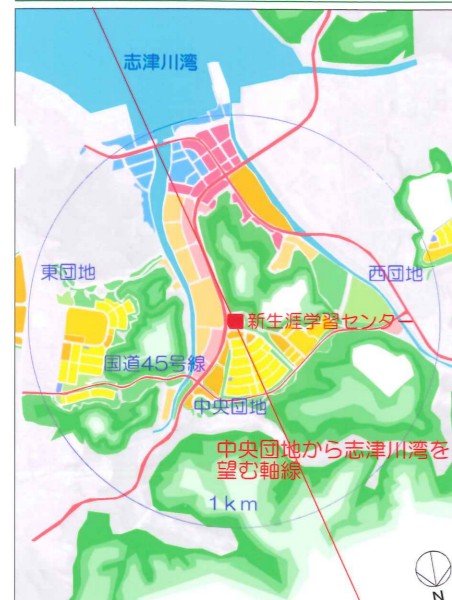 志津川湾
東団地
西団地
新生涯学習センター
国道45号線
中央団地
中央団地から志津川湾を
望む軸線
1km
N